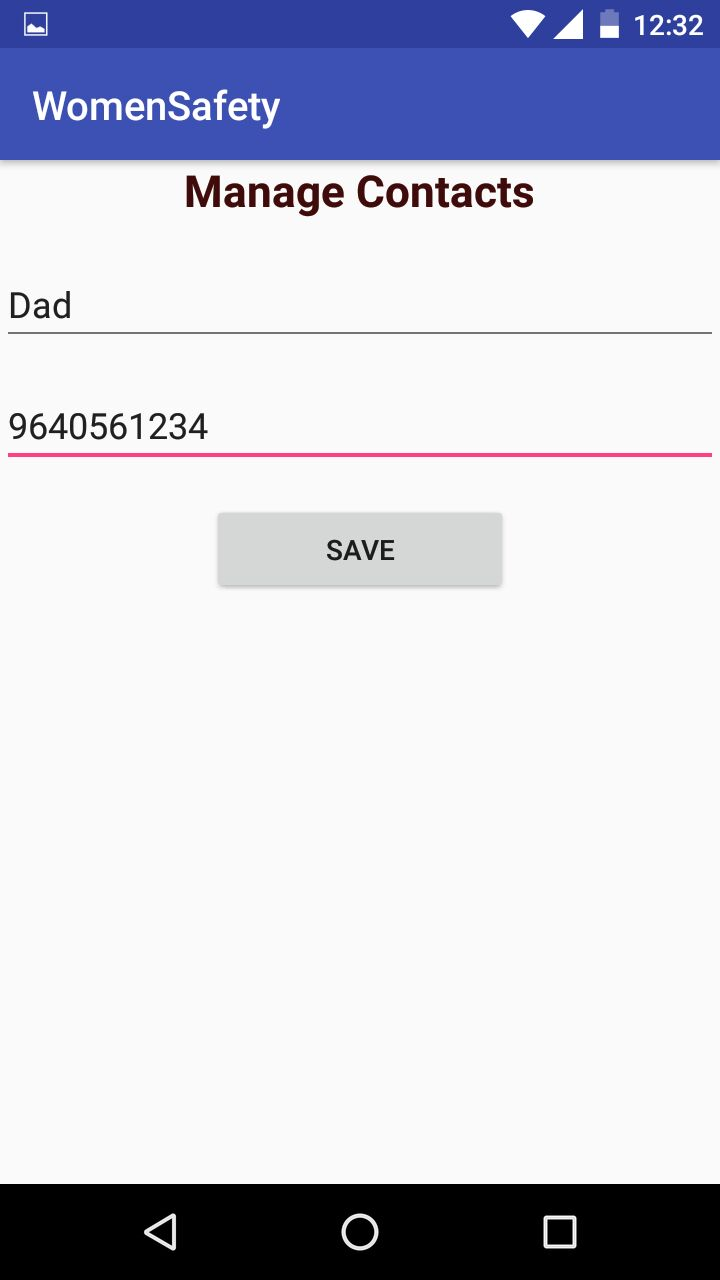 12:32
WomenSafety
Manage Contacts
Dad
9640561234
SAVE